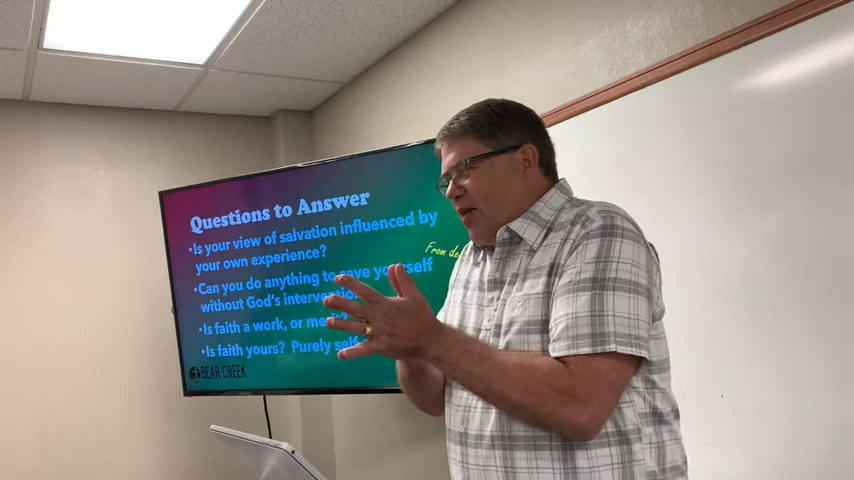 Questions to Answer
•Is your view of salvation influenced by
your own experience?
•Can you do anything to save yourself
without God's intervention
•Is faith a work, or merit?
•Is faith yours? Purely self
From de
BEAR CREEK